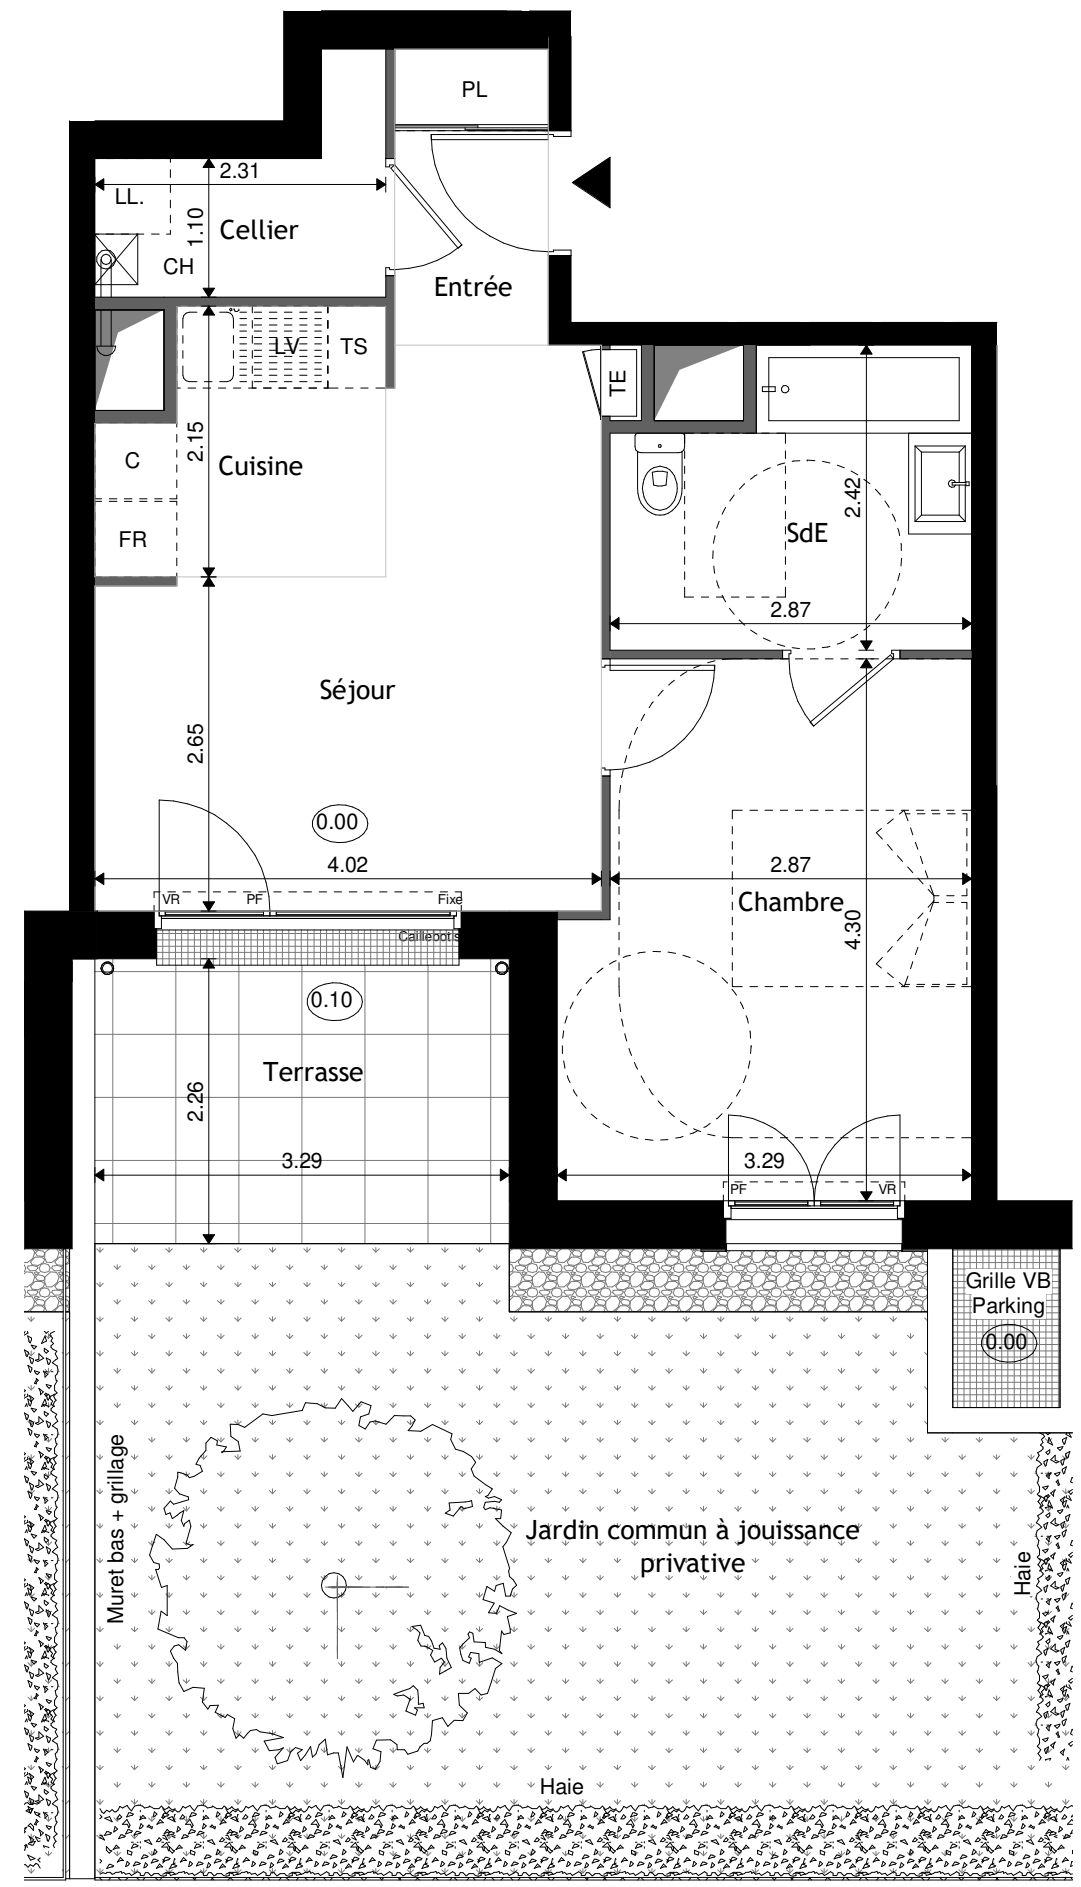 PL
2.31
LL.
1.10
Cellier
CH
Entrée
LV
TS
TE
2.15
C
Cuisine
2.42
FR
SdE
2.87
Séjour
2.65
0.00
4.02
2.87
VR
PF
Fixe
Chambre
4.30
Caillebotis
0.10
Terrasse
2.26
3.29
3.29
PF
VR
Grille VB
Parking
0.00
Muret bas + grillage
Jardin commun à jouissance
privative
Haie
Haie